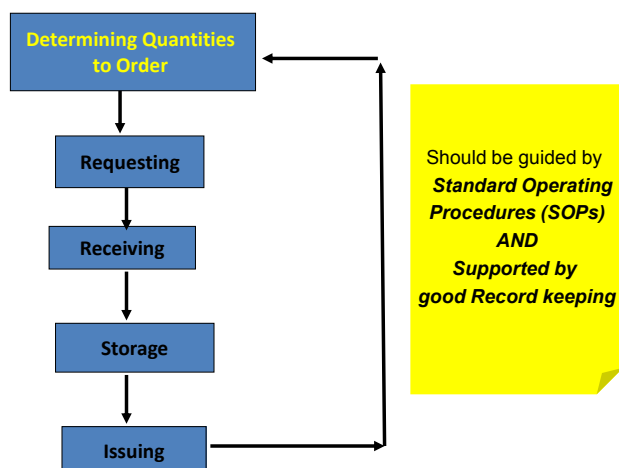 Determining Quantities
to Order
Requesting
Receiving
Storage
Issuing
Should be guided by
Standard Operating
Procedures (SOPs)
AND
Supported by
good Record keeping